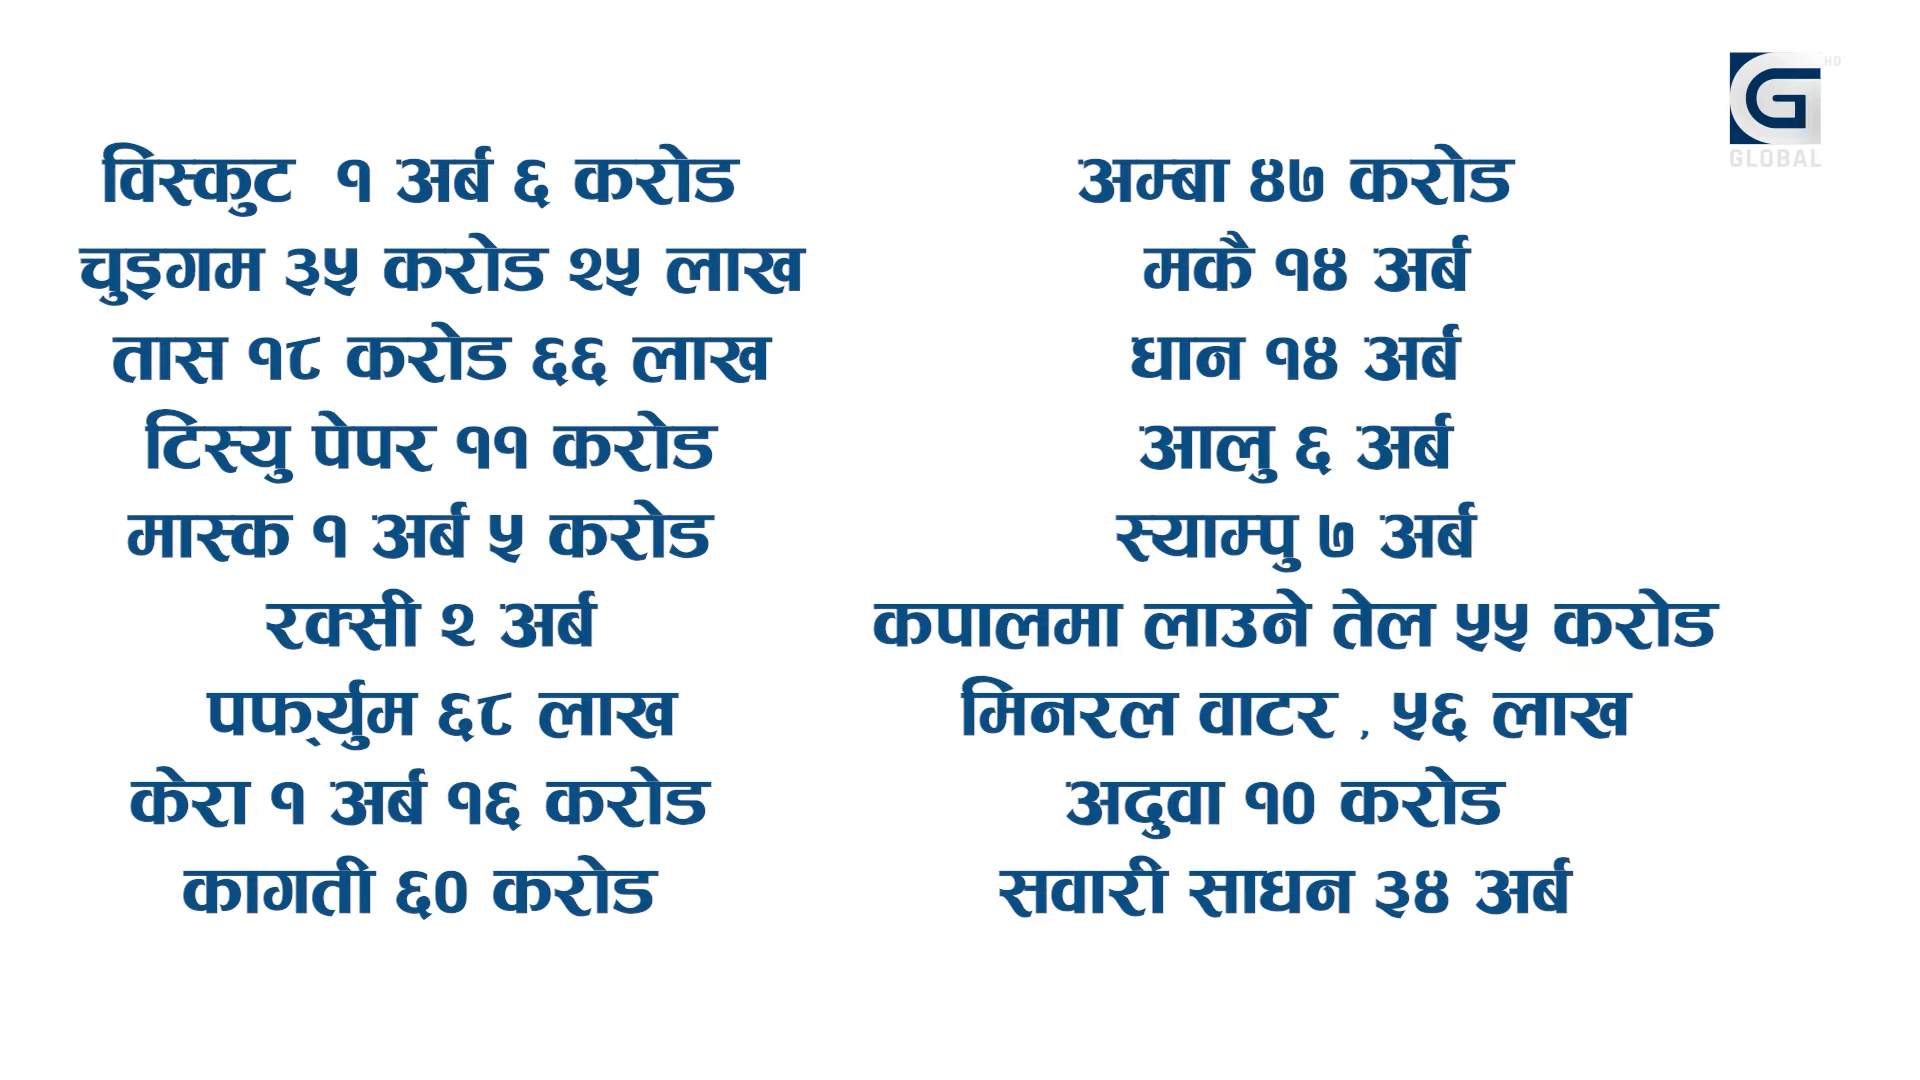 विस्कुट १ अर्ब ६ करोड
चुइगम ३५ करोड २५ लाख
तास १८ करोड ६६ लाख
टिस्यु पेपर ११ करोड
मास्क १ अर्ब ५ करोड
रक्सी २ अर्ब
पर्फ्र्युम ६८ लाख
केरा १ अर्ब १६ करोड
कागती ६० करोड
अम्बा ४७ करोड
मकै १४ अर्ब
धान १४ अर्ब
आलु ६ अर्ब
स्याम्पु ७ अर्ब
कपालमा लाउने तेल ५५ करोड
मिनरल वाटर , ५६ लाख
अदुवा १० करोड
सवारी साधन ३४ अर्ब
G HD
GLOBAL